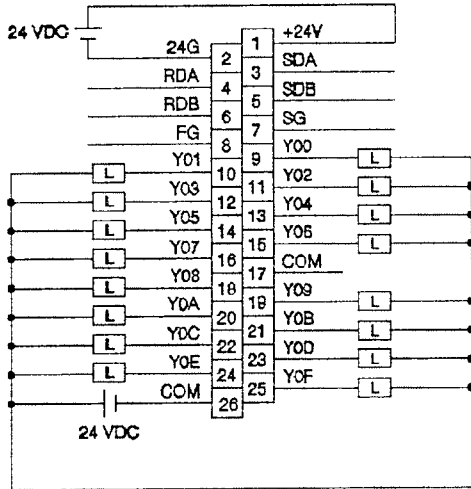 24 VDC
+24V
1
24G
2
SDA
3
RDA
4
SDB
5
RDB
6
SG
7
FG
8
Y00
9
L
Y01
10
L
Y02
11
L
Y03
12
L
Y04
13
L
Y05
14
L
Y06
15
L
Y07
16
L
COM
17
Y08
18
L
Y09
19
L
Y0A
20
L
Y0B
21
L
Y0C
22
L
Y0D
23
L
Y0E
24
L
Y0F
25
L
COM
26
24 VDC